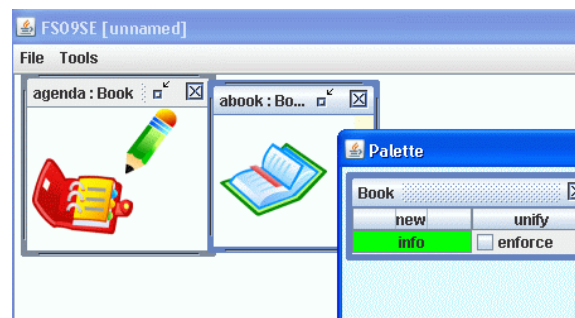 FS09SE [unnamed]
File Tools
agenda : Book
abook : Bo...
Palette
Book
new unify
info enforce